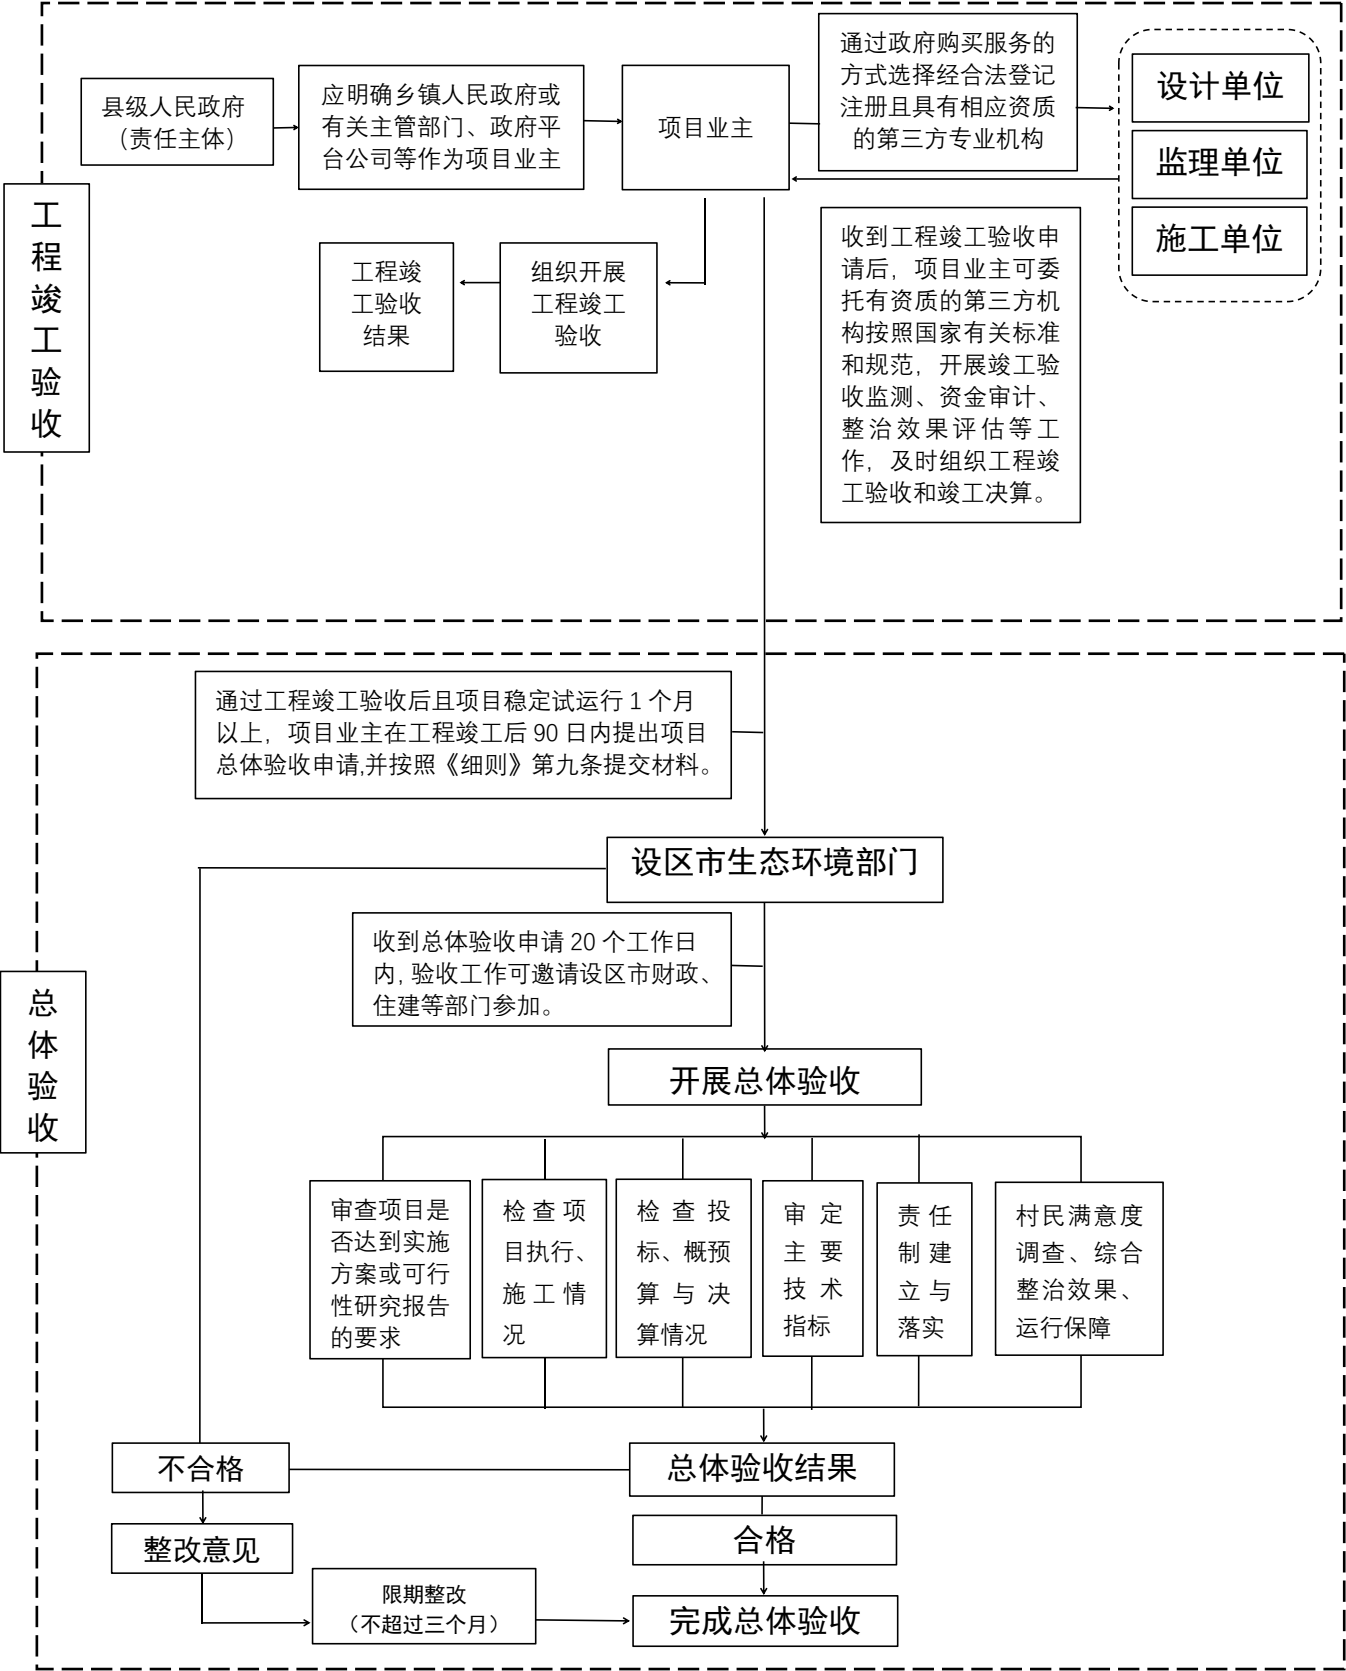 工
程
竣
工
验
收
县级人民政府
（责任主体）
应明确乡镇人民政府或
有关主管部门、政府平
台公司等作为项目业主
项目业主
通过政府购买服务的
方式选择经合法登记
注册且具有相应资质
的第三方专业机构
设计单位
监理单位
施工单位
工程竣
工验收
结果
组织开展
工程竣工
验收
收到工程竣工验收申
请后，项目业主可委
托有资质的第三方机
构按照国家有关标准
和规范，开展竣工验
收监测、资金审计、
整治效果评估等工
作，及时组织工程竣
工验收和竣工决算。
总
体
验
收
通过工程竣工验收后且项目稳定试运行 1 个月
以上，项目业主在工程竣工后 90 日内提出项目
总体验收申请,并按照《细则》第九条提交材料。
设区市生态环境部门
收到总体验收申请 20 个工作日
内, 验收工作可邀请设区市财政、
住建等部门参加。
开展总体验收
审查项目是
否达到实施
方案或可行
性研究报告
的要求
检查项
目执行、
施工情
况
检查投
标、概预
算与决
算情况
审定
主要
技术
指标
责任
制建
立与
落实
村民满意度
调查、综合
整治效果、
运行保障
不合格
总体验收结果
整改意见
合格
限期整改
（不超过三个月）
完成总体验收